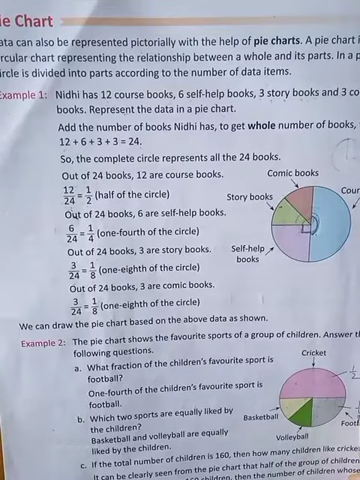 ie Chart
ata can also be represented pictorially with the help of pie charts. A pie chart i
rcular chart representing the relationship between a whole and its parts. In a p
ircle is divided into parts according to the number of data items.
Example 1: Nidhi has 12 course books, 6 self-help books, 3 story books and 3 co
books. Represent the data in a pie chart.
Add the number of books Nidhi has, to get whole number of books,
12 + 6 + 3 + 3 = 24.
So, the complete circle represents all the 24 books.
Out of 24 books, 12 are course books.
12/24 = 1/2 (half of the circle)
Out of 24 books, 6 are self-help books.
6/24 = 1/4 (one-fourth of the circle)
Out of 24 books, 3 are story books.
3/24 = 1/8 (one-eighth of the circle)
Out of 24 books, 3 are comic books.
3/24 = 1/8 (one-eighth of the circle)
Comic books
Cour
Story books
Self-help
books
We can draw the pie chart based on the above data as shown.
Example 2: The pie chart shows the favourite sports of a group of children. Answer t
following questions.
a. What fraction of the children's favourite sport is
football?
One-fourth of the children's favourite sport is
football.
b. Which two sports are equally liked by
the children?
Basketball and volleyball are equally
liked by the children.
Cricket
1/2
Basketball
Footb
Volleyball
c. If the total number of children is 160, then how many children like cricke
It can be clearly seen from the pie chart that half of the group of children
160 children, then the number of children whose